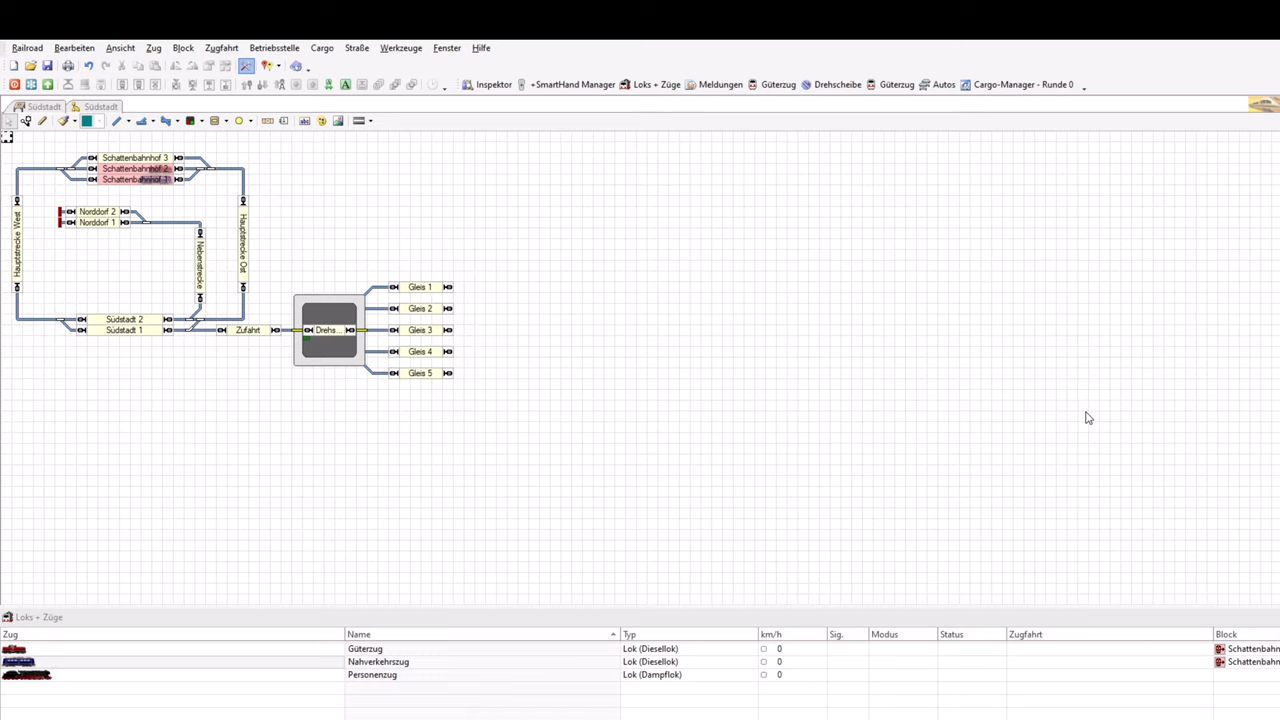 Railroad Bearbeiten Ansicht Zug Block Zugfahrt Betriebsstelle Cargo Straße Werkzeuge Fenster Hilfe
Inspektor +SmartHand Manager Loks + Züge Meldungen Güterzug Drehscheibe Güterzug Autos Cargo-Manager - Runde 0
Südstadt Südstadt
Schattenbahnhof 3
Schattenbahnhof 2
Schattenbahnhof 1
Norddorf 2
Norddorf 1
Hauptstrecke West
Nebenstrecke
Hauptstrecke Ost
Gleis 1
Gleis 2
Südstadt 2
Südstadt 1 Zufahrt Drehs... Gleis 3
Gleis 4
Gleis 5
Loks + Züge
Zug Name Typ km/h Sig. Modus Status Zugfahrt Block
Güterzug Lok (Diesellok) 0 Schattenbahn
Nahverkehrszug Lok (Diesellok) 0 Schattenbahn
Personenzug Lok (Dampflok) 0